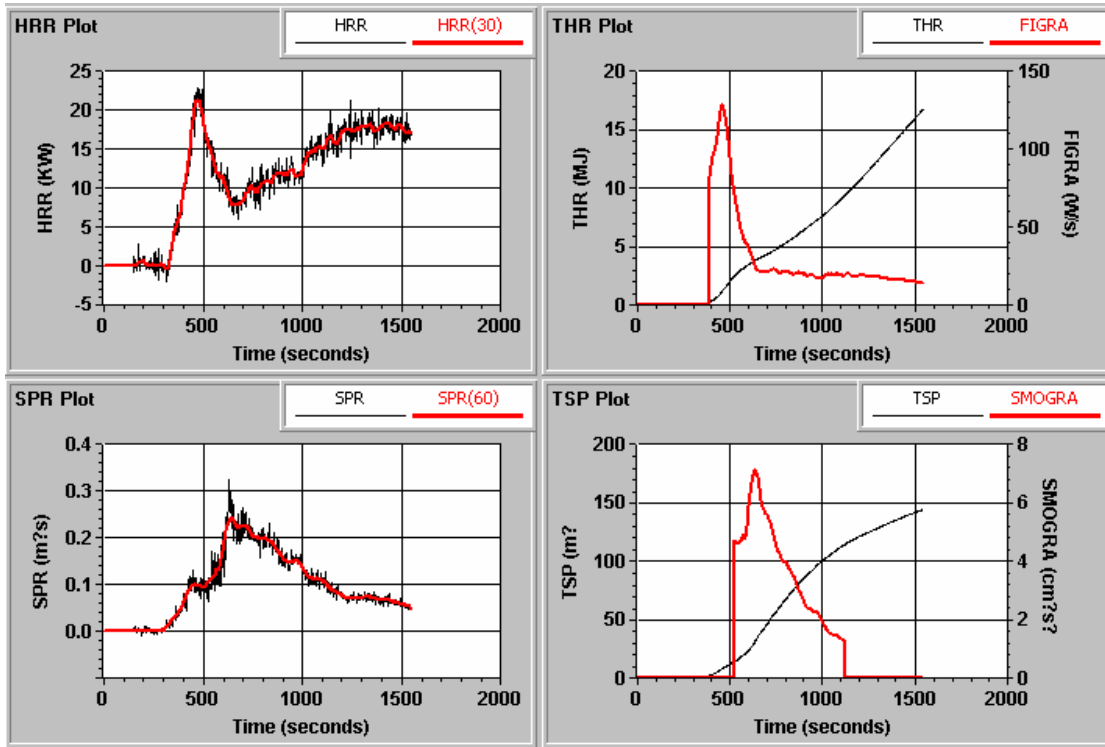 HRR Plot
HRR HRR(30)
25
20
15
10
5
0
-5
HRR (KW)
0 500 1000 1500 2000
Time (seconds)
THR Plot
THR FIGRA
20
15
10
5
0
THR (MJ)
150
100
50
0
FIGRA (W/s)
0 500 1000 1500 2000
Time (seconds)
SPR Plot
SPR SPR(60)
0.4
0.3
0.2
0.1
0.0
SPR (m?s)
0 500 1000 1500 2000
Time (seconds)
TSP Plot
TSP SMOGRA
200
150
100
50
0
TSP (m?
8
6
4
2
0
SMOGRA (cm?s?
0 500 1000 1500 2000
Time (seconds)